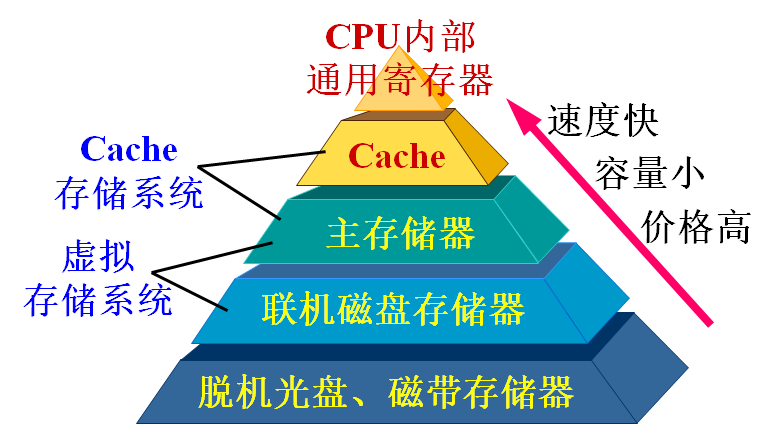 CPU内部
通用寄存器
速度快
Cache
存储系统
Cache
容量小
价格高
主存储器
虚拟
存储系统
联机磁盘存储器
脱机光盘、磁带存储器